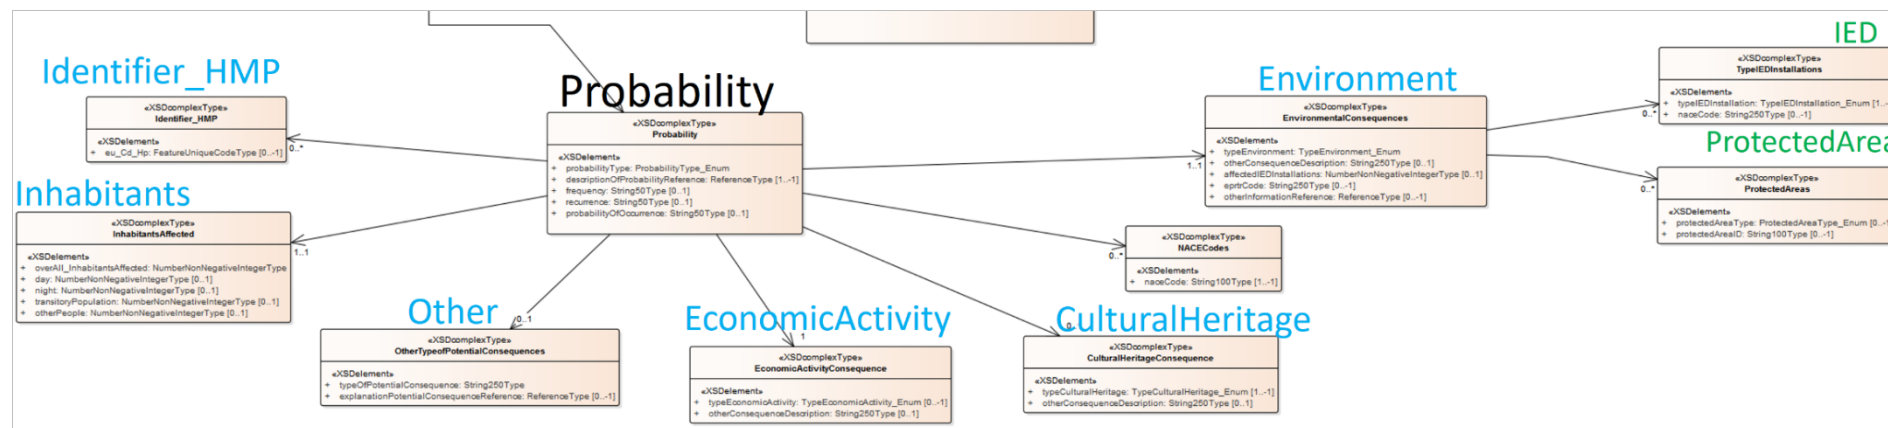 Identifier_HMP
«XSDcomplexType»
Identifier_HMP
«XSDelement»
+ eu_Cd_Hp: FeatureUniqueCodeType [0..-1]
0..*
Probability
«XSDcomplexType»
Probability
«XSDelement»
+ probabilityType: ProbabilityType_Enum
+ descriptionOfProbabilityReference: ReferenceType [1..-1]
+ frequency: String50Type [0..1]
+ recurrence: String50Type [0..1]
+ probabilityOfOccurrence: String50Type [0..1]
Environment
«XSDcomplexType»
EnvironmentalConsequences
«XSDelement»
+ typeEnvironment: TypeEnvironment_Enum
+ otherConsequenceDescription: String250Type [0..1]
+ affectedIEDInstallations: NumberNonNegativeIntegerType [0..1]
+ eprtrCode: String250Type [0..-1]
+ otherInformationReference: ReferenceType [0..-1]
1..1
IED
«XSDcomplexType»
TypeIEDInstallations
«XSDelement»
+ typeIEDInstallation: TypeIEDInstallation_Enum [1..-
+ naceCode: String250Type [0..-1]
0..*
ProtectedArea
«XSDcomplexType»
ProtectedAreas
«XSDelement»
+ protectedAreaType: ProtectedAreaType_Enum [0..-1
+ protectedAreaID: String100Type [0..-1]
0..*
Inhabitants
«XSDcomplexType»
InhabitantsAffected
«XSDelement»
+ overAll_InhabitantsAffected: NumberNonNegativeIntegerType
+ day: NumberNonNegativeIntegerType [0..1]
+ night: NumberNonNegativeIntegerType [0..1]
+ transitoryPopulation: NumberNonNegativeIntegerType [0..1]
+ otherPeople: NumberNonNegativeIntegerType [0..1]
1..1
«XSDcomplexType»
NACECodes
«XSDelement»
+ naceCode: String100Type [1..-1]
0..*
Other
0..1
«XSDcomplexType»
OtherTypeofPotentialConsequences
«XSDelement»
+ typeOfPotentialConsequence: String250Type
+ explanationPotentialConsequenceReference: ReferenceType [0..-1]
EconomicActivity
1
«XSDcomplexType»
EconomicActivityConsequence
«XSDelement»
+ typeEconomicActivity: TypeEconomicActivity_Enum [0..-1]
+ otherConsequenceDescription: String250Type [0..1]
CulturalHeritage
«XSDcomplexType»
CulturalHeritageConsequence
«XSDelement»
+ typeCulturalHeritage: TypeCulturalHeritage_Enum [1..-1]
+ otherConsequenceDescription: String250Type [0..1]